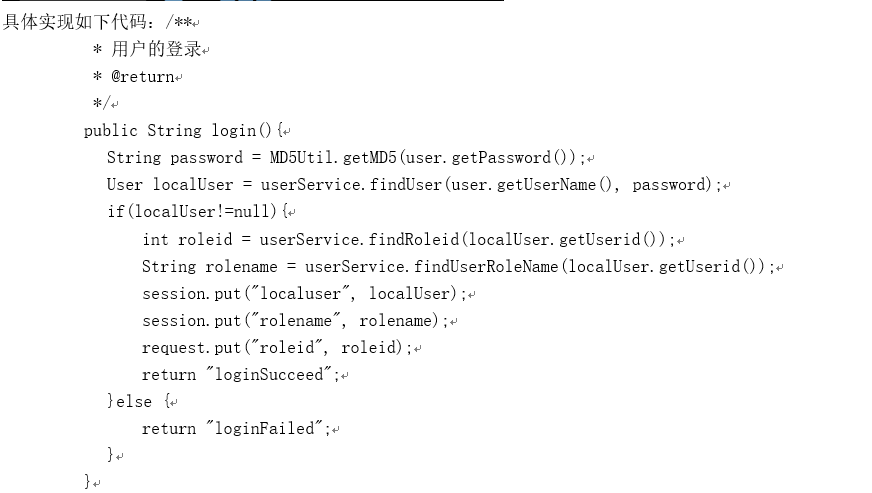 具体实现如下代码：/**
* 用户的登录
* @return
*/
public String login(){
String password = MD5Util.getMD5(user.getPassword());
User localUser = userService.findUser(user.getUserName(), password);
if(localUser!=null){
int roleid = userService.findRoleid(localUser.getUserid());
String rolename = userService.findUserRoleName(localUser.getUserid());
session.put("localuser", localUser);
session.put("rolename", rolename);
request.put("roleid", roleid);
return "loginSucceed";
}else {
return "loginFailed";
}
}